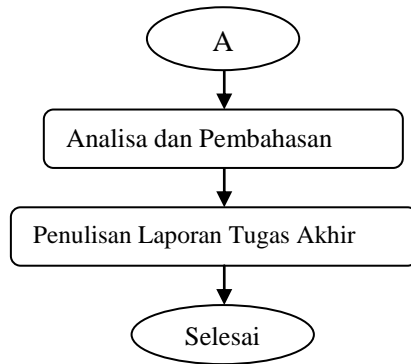 A
Analisa dan Pembahasan
Penulisan Laporan Tugas Akhir
Selesai